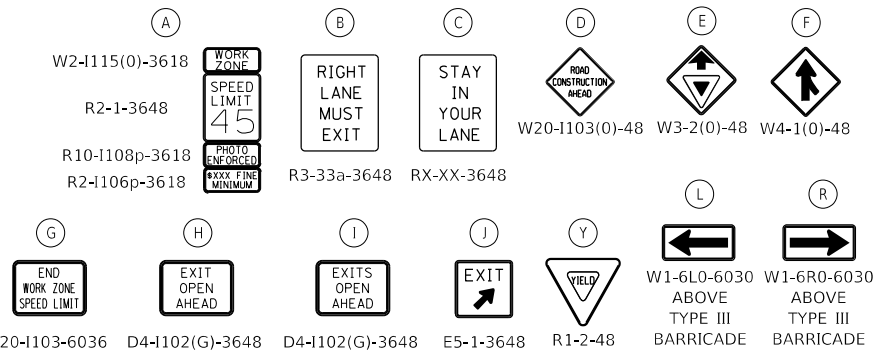 A
B
C
D
E
F
W2-I115(0)-3618
WORK
ZONE
R2-1-3648
SPEED
LIMIT
45
R10-I108p-3618
PHOTO
ENFORCED
R2-I106p-3618
$XXX FINE
MINIMUM
RIGHT
LANE
MUST
EXIT
R3-33a-3648
STAY
IN
YOUR
LANE
RX-XX-3648
ROAD
CONSTRUCTION
AHEAD
W20-I103(0)-48
W3-2(0)-48
W4-1(0)-48
G
H
I
J
Y
L
R
END
WORK ZONE
SPEED LIMIT
20-I103-6036
EXIT
OPEN
AHEAD
D4-I102(G)-3648
EXITS
OPEN
AHEAD
D4-I102(G)-3648
EXIT
E5-1-3648
YIELD
R1-2-48
W1-6L0-6030
ABOVE
TYPE III
BARRICADE
W1-6R0-6030
ABOVE
TYPE III
BARRICADE